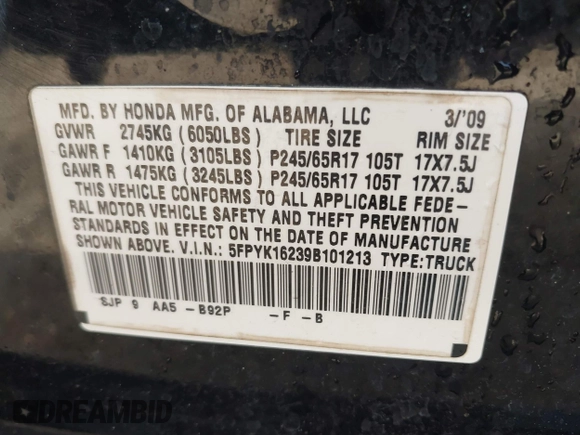 MFD. BY HONDA MFG. OF ALABAMA, LLC 3/'09
GVWR 2745KG (6050LBS) TIRE SIZE RIM SIZE
GAWR F 1410KG (3105LBS) P245/65R17 105T 17X7.5J
GAWR R 1475KG (3245LBS) P245/65R17 105T 17X7.5J
THIS VEHICLE CONFORMS TO ALL APPLICABLE FEDE-
RAL MOTOR VEHICLE SAFETY AND THEFT PREVENTION
STANDARDS IN EFFECT ON THE DATE OF MANUFACTURE
SHOWN ABOVE. V.I.N.: 5FPYK16239B101213 TYPE:TRUCK
SJP 9 AA5 -B92P -F -B
DREAMBID